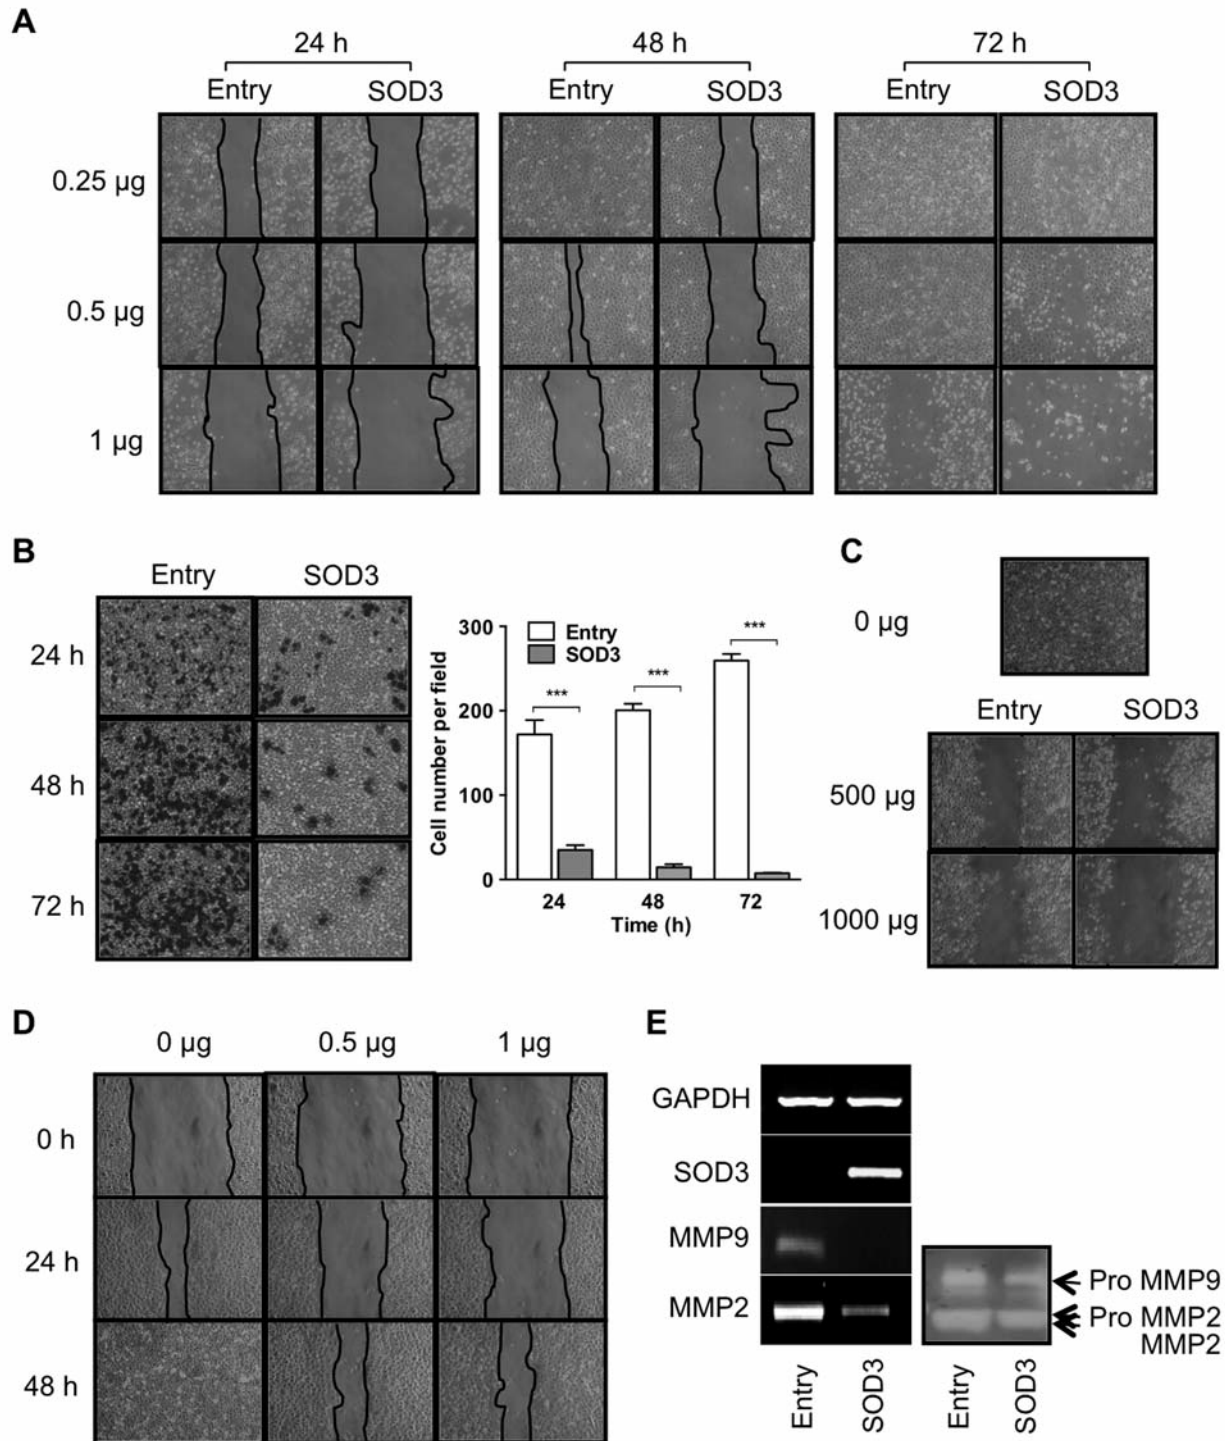 A
24 h 48 h 72 h
Entry SOD3 Entry SOD3 Entry SOD3
0.25 µg
0.5 µg
1 µg
B
Entry SOD3
24 h
48 h
72 h
Cell number per field
300
200
100
0
Entry
SOD3
*** *** ***
24 48 72
Time (h)
C
0 µg
Entry SOD3
500 µg
1000 µg
D
0 µg 0.5 µg 1 µg
0 h
24 h
48 h
E
GAPDH
SOD3
MMP9
MMP2
Entry SOD3
Pro MMP9
Pro MMP2
MMP2
Entry SOD3